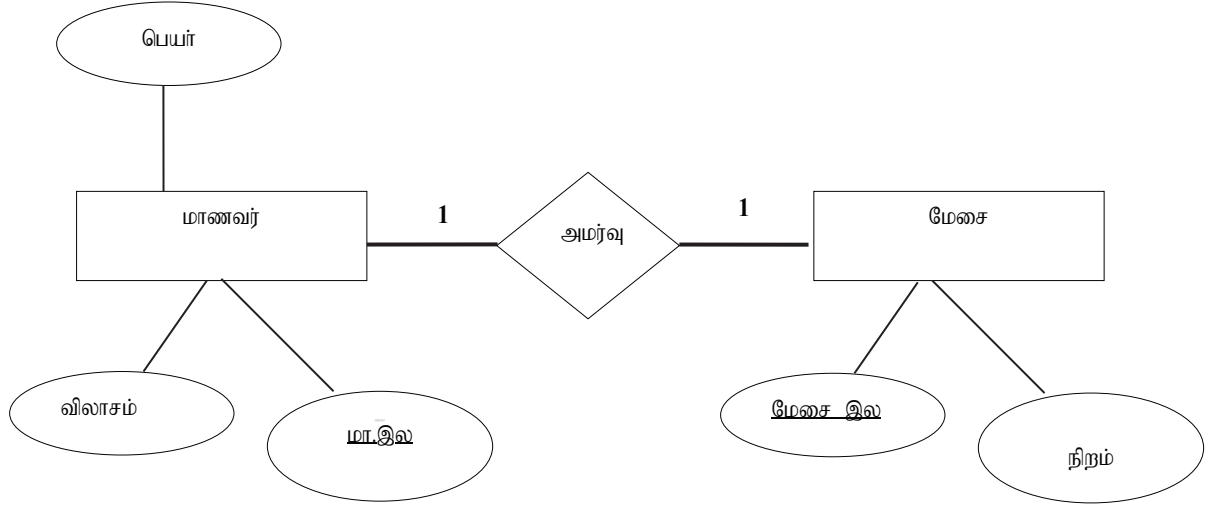 பெயர்
மாணவர்
1
அமர்வு
1
மேசை
விலாசம்
மா.இல
மேசை இல
நிறம்